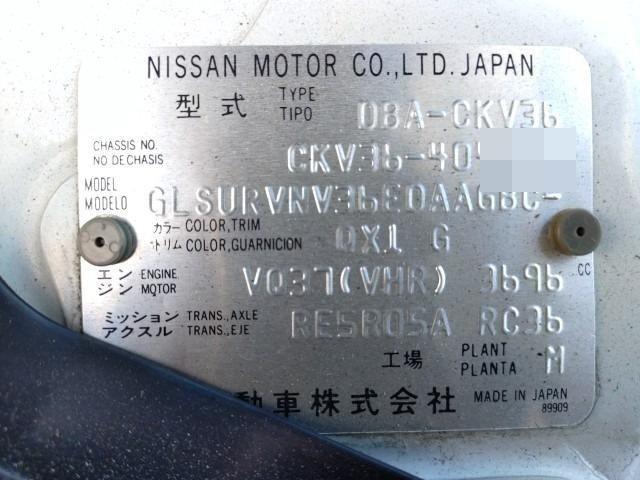 NISSAN MOTOR CO.,LTD. JAPAN
型式 TYPE TIPO DBA-CKV36
CHASSIS NO. NO DE CHASIS CKV36-40
MODEL MODELO GLSURVNV36EDAAGBC-
カラー COLOR,TRIM
トリム COLOR,GUARNICION QX1 G
エンジン ENGINE MOTOR VQ37(VHR) 3696 CC
ミッション TRANS.,AXLE
アクスル TRANS.,EJE RE5R05A RC36
工場 PLANT PLANTA M
動車株式会社 MADE IN JAPAN
89909